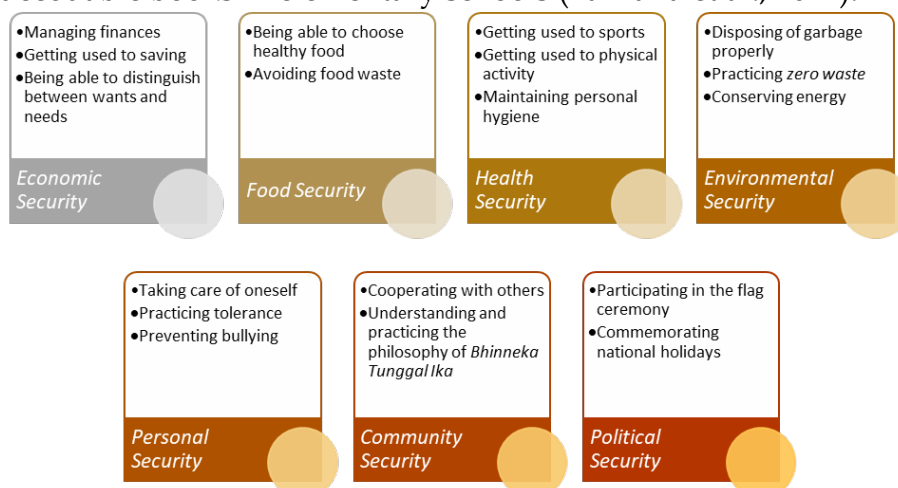 •Managing finances
•Getting used to saving
•Being able to distinguish
between wants and
needs
Economic
Security
•Being able to choose
healthy food
•Avoiding food waste
Food Security
•Getting used to sports
•Getting used to physical
activity
•Maintaining personal
hygiene
Health
Security
•Disposing of garbage
properly
•Practicing zero waste
•Conserving energy
Environmental
Security
•Taking care of oneself
•Practicing tolerance
•Preventing bullying
Personal
Security
•Cooperating with others
•Understanding and
practicing the
philosophy of Bhinneka
Tunggal Ika
Community
Security
•Participating in the flag
ceremony
•Commemorating
national holidays
Political
Security